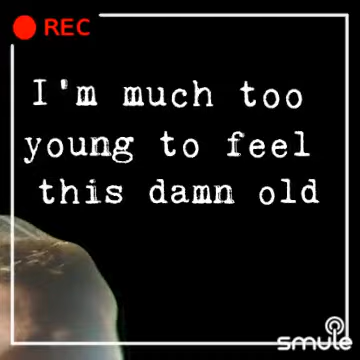 REC
I'm much too
young to feel
this damn old
smule